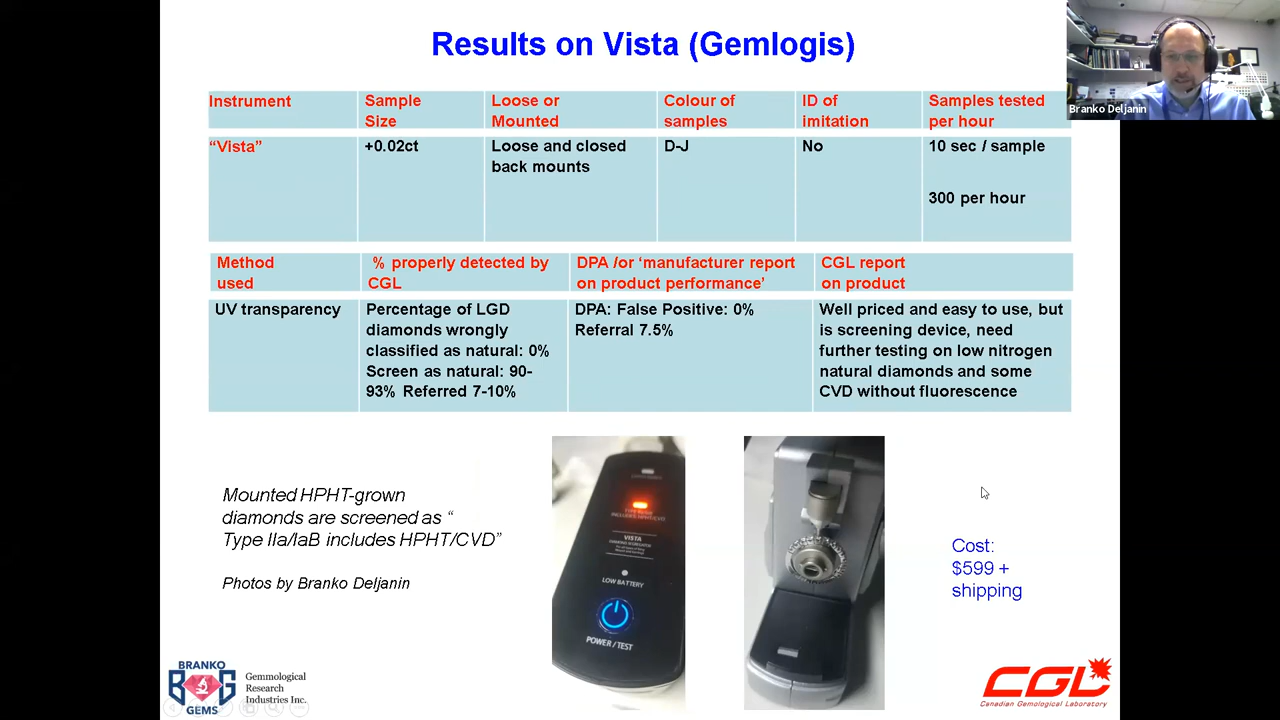 Results on Vista (Gemlogis)
Branko Deljanin
Instrument
Sample
Size
Loose or
Mounted
Colour of
samples
ID of
imitation
Samples tested
per hour
“Vista”
+0.02ct
Loose and closed
back mounts
D-J
No
10 sec / sample
300 per hour
Method
used
% properly detected by
CGL
DPA /or ‘manufacturer report
on product performance’
CGL report
on product
UV transparency
Percentage of LGD
diamonds wrongly
classified as natural: 0%
Screen as natural: 90-
93% Referred 7-10%
DPA: False Positive: 0%
Referral 7.5%
Well priced and easy to use, but
is screening device, need
further testing on low nitrogen
natural diamonds and some
CVD without fluorescence
Mounted HPHT-grown
diamonds are screened as “
Type IIa/IaB includes HPHT/CVD”
Photos by Branko Deljanin
VISTA
LOW BATTERY
POWER / TEST
Cost:
$599 +
shipping
BRANKO
GEMS
Gemmological
Research
Industries Inc.
CGL
Canadian Gemological Laboratory